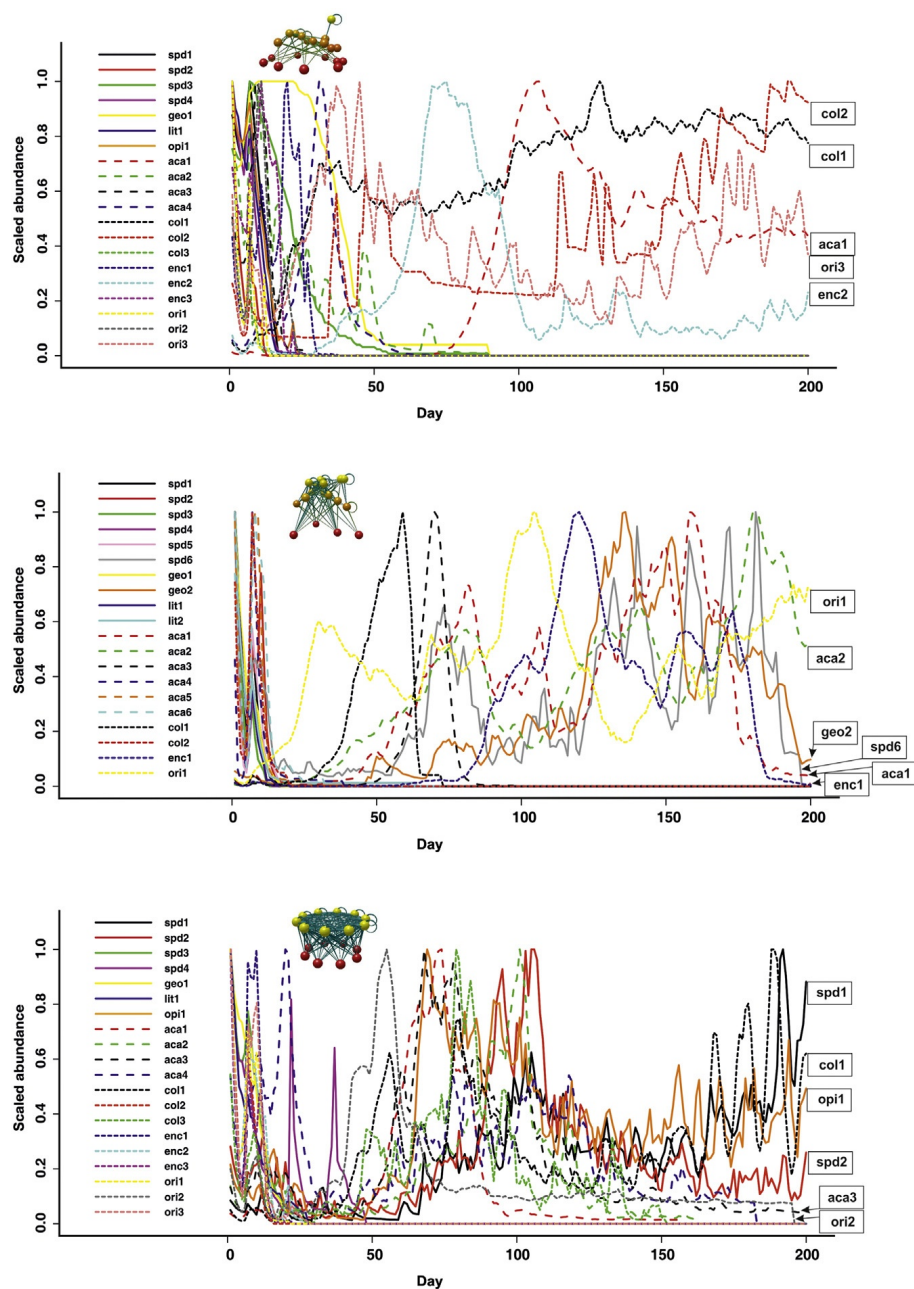 spd1
spd2
spd3
spd4
geo1
lit1
opi1
aca1
aca2
aca3
aca4
col1
col2
col3
enc1
enc2
enc3
ori1
ori2
ori3
Scaled abundance
1.0
0.8
0.6
0.4
0.2
0.0
col2
col1
aca1
ori3
enc2
0 50 100 150 200
Day
spd1
spd2
spd3
spd4
spd5
spd6
geo1
geo2
lit1
lit2
aca1
aca2
aca3
aca4
aca5
aca6
col1
col2
enc1
ori1
Scaled abundance
1.0
0.8
0.6
0.4
0.2
0.0
ori1
aca2
geo2
spd6
aca1
enc1
0 50 100 150 200
Day
spd1
spd2
spd3
spd4
geo1
lit1
opi1
aca1
aca2
aca3
aca4
col1
col2
col3
enc1
enc2
enc3
ori1
ori2
ori3
Scaled abundance
1.0
0.8
0.6
0.4
0.2
0.0
spd1
col1
opi1
spd2
aca3
ori2
0 50 100 150 200
Day